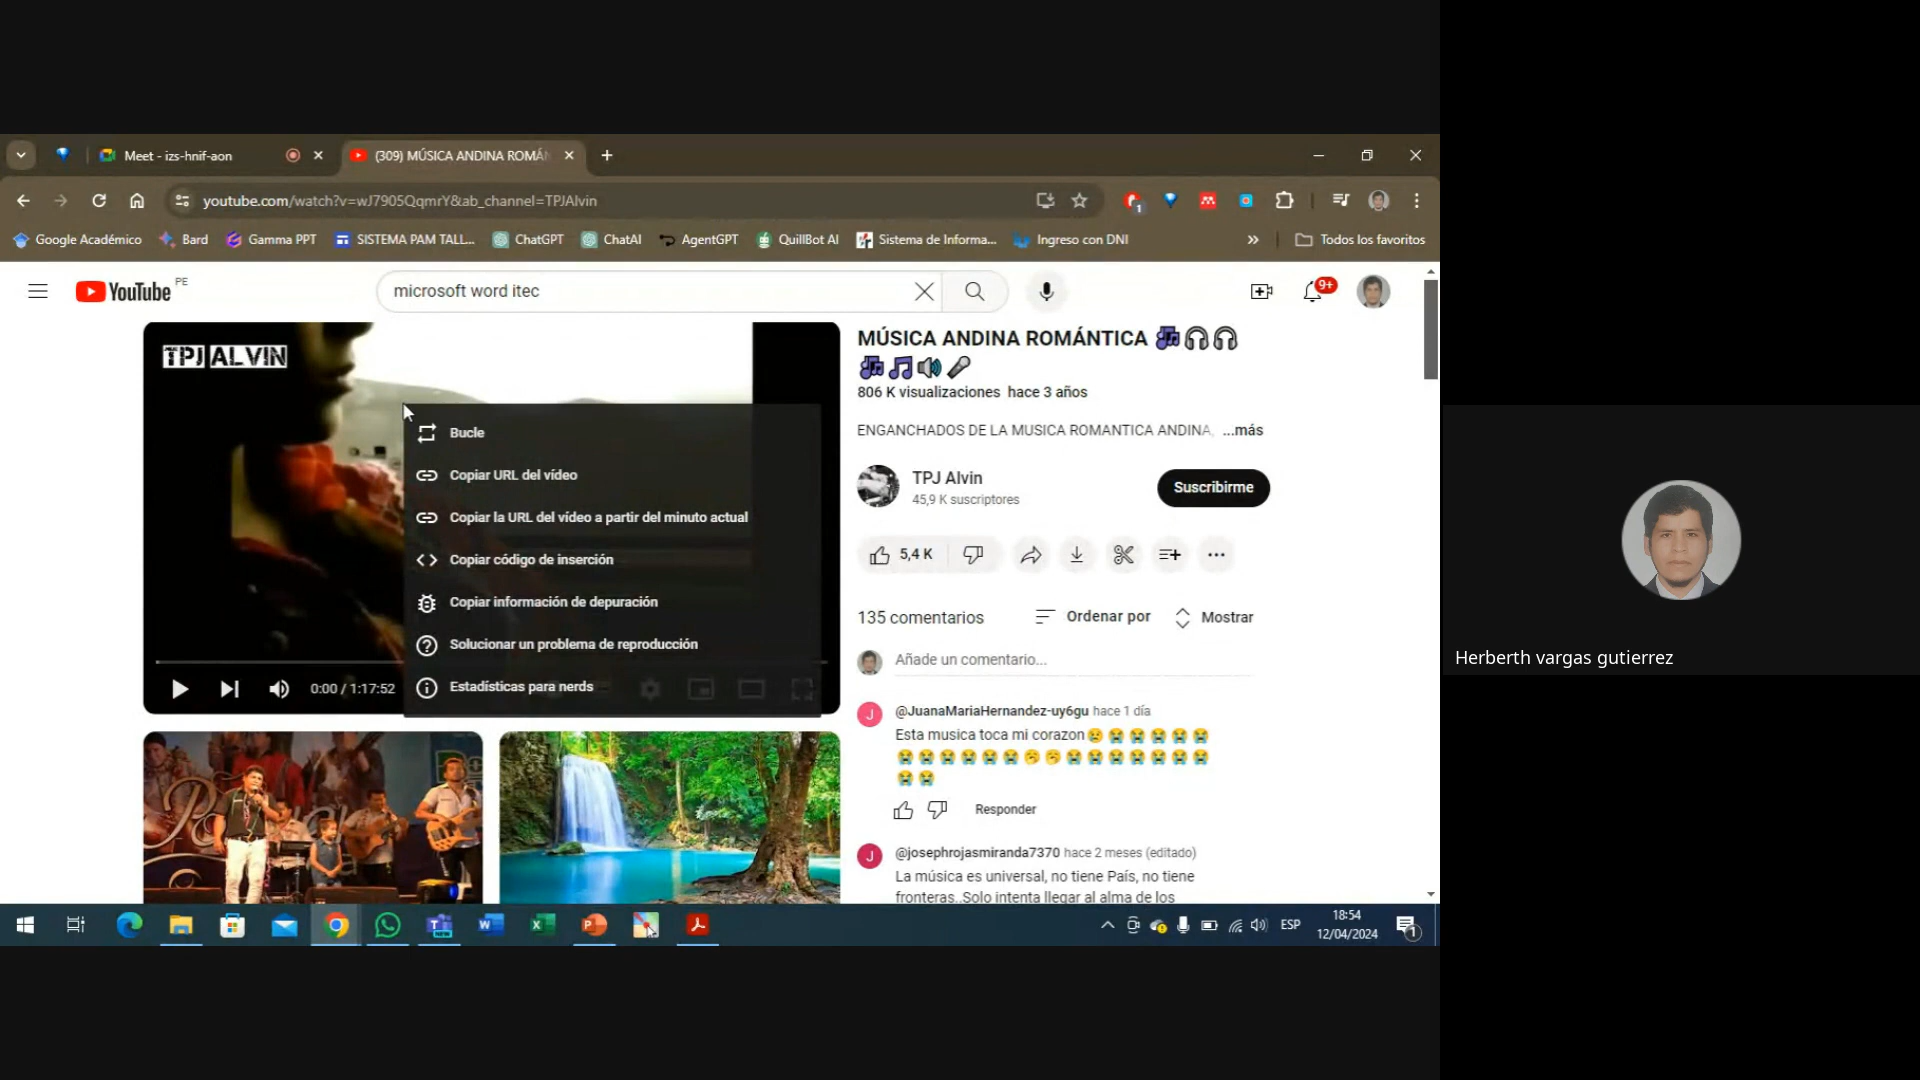 Meet - izs-hnif-aon
(309) MÚSICA ANDINA ROMÁN
youtube.com/watch?v=wJ7905QqmrY&ab_channel=TPJAlvin
1
Google Académico
Bard
Gamma PPT
SISTEMA PAM TALL...
ChatGPT
ChatAI
AgentGPT
QuillBot AI
Sistema de Informa...
Ingreso con DNI
Todos los favoritos
YouTube PE
microsoft word itec
9+
TPJ ALVIN
Bucle
Copiar URL del vídeo
Copiar la URL del vídeo a partir del minuto actual
Copiar código de inserción
Copiar información de depuración
Solucionar un problema de reproducción
Estadísticas para nerds
0:00 / 1:17:52
MÚSICA ANDINA ROMÁNTICA 🎶🎧🎧
🎶🎵🔊🎤
806 K visualizaciones hace 3 años
ENGANCHADOS DE LA MUSICA ROMANTICA ANDINA, ...más
TPJ Alvin
45,9 K suscriptores
Suscribirme
5,4 K
135 comentarios
Ordenar por
Mostrar
Añade un comentario...
J
@JuanaMariaHernandez-uy6gu hace 1 día
Esta musica toca mi corazon
Responder
J
@josephrojasmiranda7370 hace 2 meses (editado)
La música es universal, no tiene País, no tiene
fronteras..Solo intenta llegar al alma de los
ESP
18:54
12/04/2024
1
Herberth vargas gutierrez